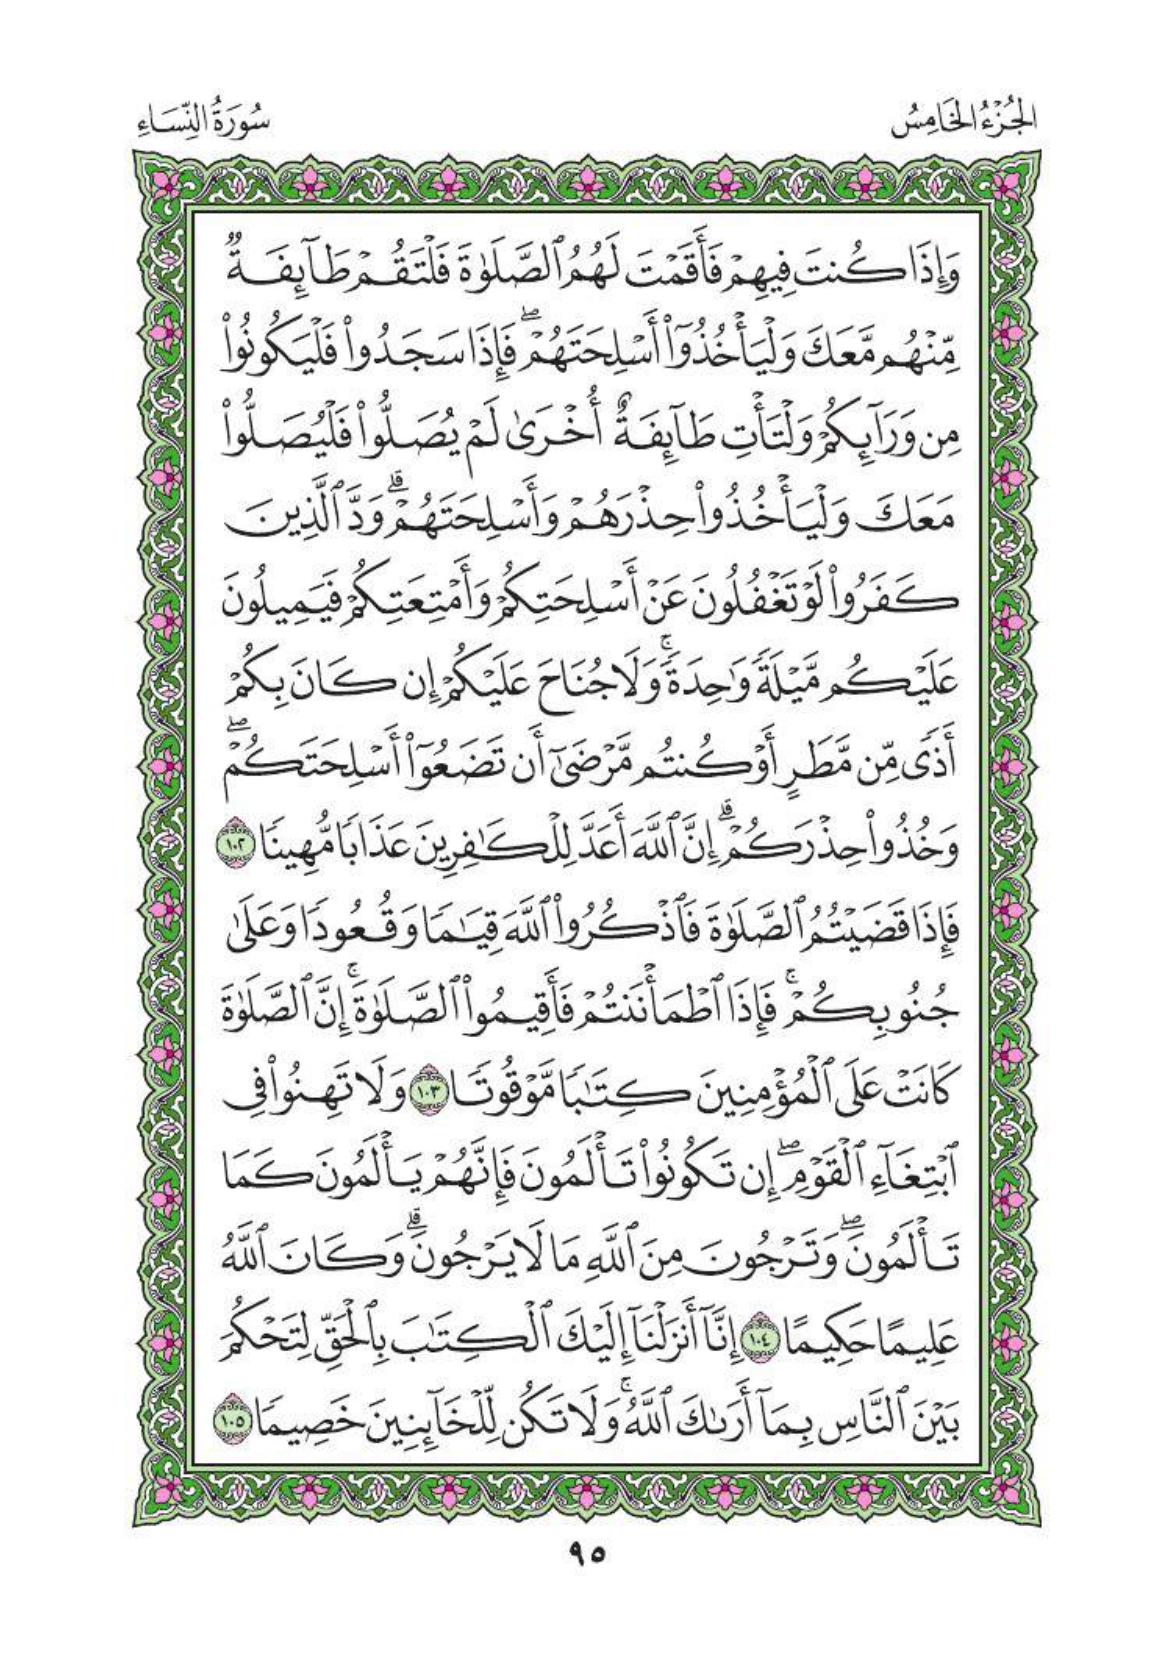 الجُزْءُ الخَامِسُ
سُورَةُ النِّسَاءِ
وَإِذَا كُنتَ فِيهِمْ فَأَقَمْتَ لَهُمُ ٱلصَّلَوٰةَ فَلْتَقُمْ طَآئِفَةٌ
مِّنْهُم مَّعَكَ وَلْيَأْخُذُوٓا۟ أَسْلِحَتَهُمْ ۖ فَإِذَا سَجَدُوا۟ فَلْيَكُونُوا۟
مِن وَرَآئِكُمْ وَلْتَأْتِ طَآئِفَةٌ أُخْرَىٰ لَمْ يُصَلُّوا۟ فَلْيُصَلُّوا۟
مَعَكَ وَلْيَأْخُذُوا۟ حِذْرَهُمْ وَأَسْلِحَتَهُمْ ۗ وَدَّ ٱلَّذِينَ
كَفَرُوا۟ لَوْ تَغْفُلُونَ عَنْ أَسْلِحَتِكُمْ وَأَمْتِعَتِكُمْ فَيَمِيلُونَ
عَلَيْكُم مَّيْلَةً وَٰحِدَةً ۚ وَلَا جُنَاحَ عَلَيْكُمْ إِن كَانَ بِكُمْ
أَذًى مِّن مَّطَرٍ أَوْ كُنتُم مَّرْضَىٰٓ أَن تَضَعُوٓا۟ أَسْلِحَتَكُمْ ۖ
وَخُذُوا۟ حِذْرَكُمْ ۗ إِنَّ ٱللَّهَ أَعَدَّ لِلْكَٰفِرِينَ عَذَابًا مُّهِينًا ١٠٢
فَإِذَا قَضَيْتُمُ ٱلصَّلَوٰةَ فَٱذْكُرُوا۟ ٱللَّهَ قِيَٰمًا وَقُعُودًا وَعَلَىٰ
جُنُوبِكُمْ ۚ فَإِذَا ٱطْمَأْنَنتُمْ فَأَقِيمُوا۟ ٱلصَّلَوٰةَ ۚ إِنَّ ٱلصَّلَوٰةَ
كَانَتْ عَلَى ٱلْمُؤْمِنِينَ كِتَٰبًا مَّوْقُوتًا ١٠٣ وَلَا تَهِنُوا۟ فِى
ٱبْتِغَآءِ ٱلْقَوْمِ ۖ إِن تَكُونُوا۟ تَأْلَمُونَ فَإِنَّهُمْ يَأْلَمُونَ كَمَا
تَأْلَمُونَ ۖ وَتَرْجُونَ مِنَ ٱللَّهِ مَا لَا يَرْجُونَ ۗ وَكَانَ ٱللَّهُ
عَلِيمًا حَكِيمًا ١٠٤ إِنَّآ أَنزَلْنَآ إِلَيْكَ ٱلْكِتَٰبَ بِٱلْحَقِّ لِتَحْكُمَ
بَيْنَ ٱلنَّاسِ بِمَآ أَرَىٰكَ ٱللَّهُ ۚ وَلَا تَكُن لِّلْخَآئِنِينَ خَصِيمًا ١٠٥
٩٥